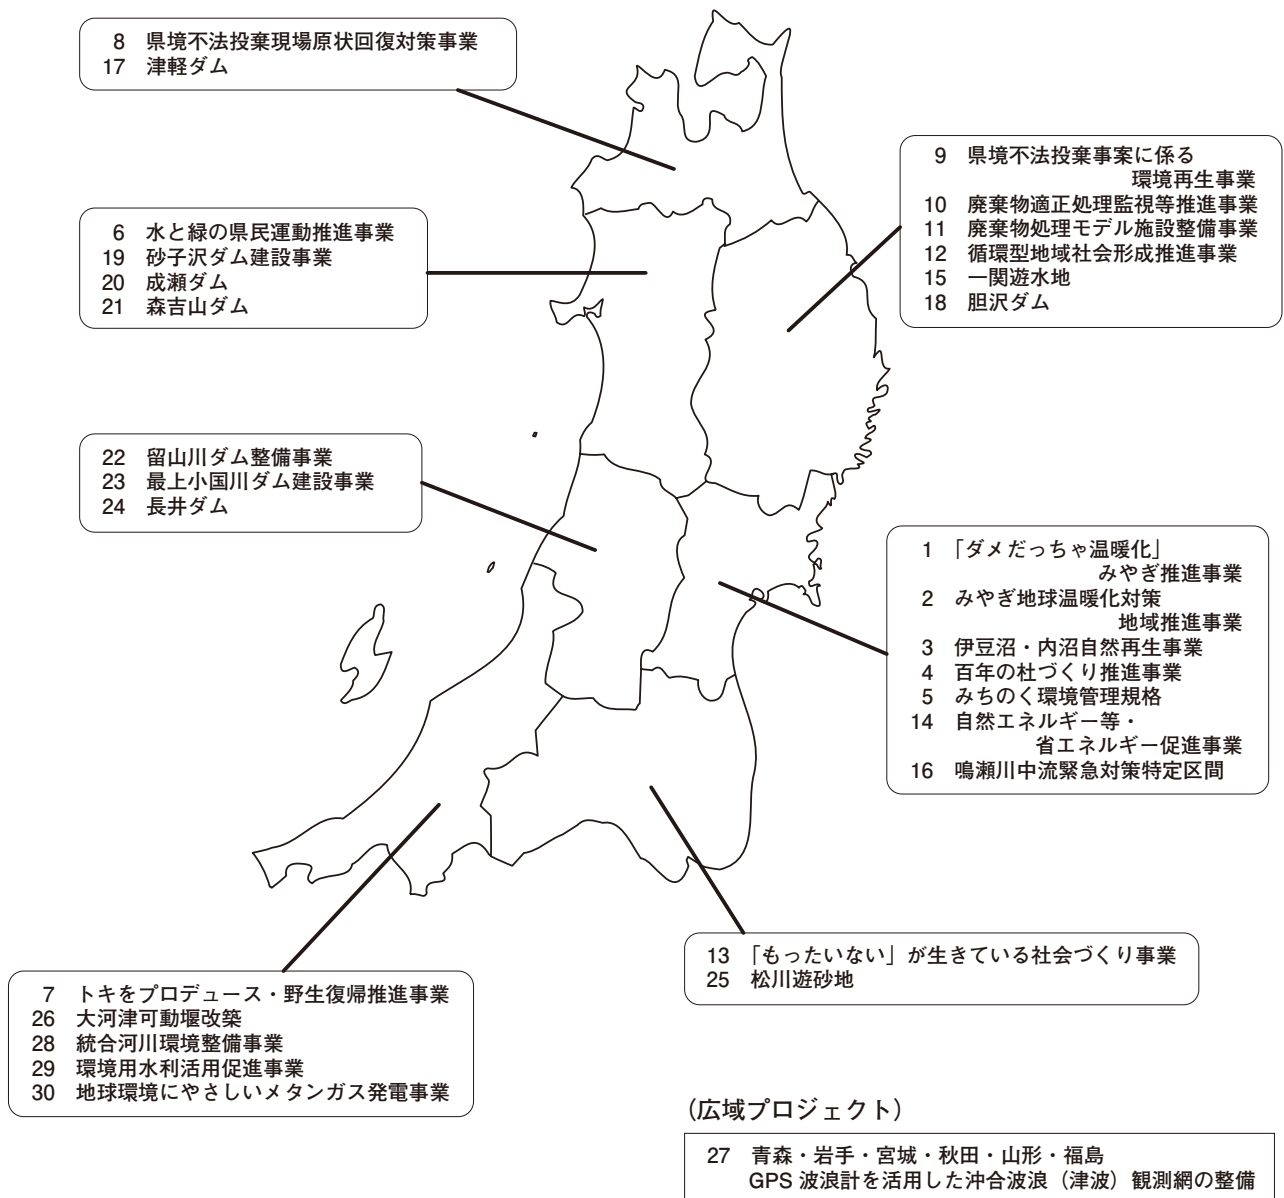 8 県境不法投棄現場原状回復対策事業
17 津軽ダム
9 県境不法投棄事案に係る
環境再生事業
10 廃棄物適正処理監視等推進事業
11 廃棄物処理モデル施設整備事業
12 循環型地域社会形成推進事業
15 一関遊水地
18 胆沢ダム
6 水と緑の県民運動推進事業
19 砂子沢ダム建設事業
20 成瀬ダム
21 森吉山ダム
22 留山川ダム整備事業
23 最上小国川ダム建設事業
24 長井ダム
1 「ダメだっちゃ温暖化」
みやぎ推進事業
2 みやぎ地球温暖化対策
地域推進事業
3 伊豆沼・内沼自然再生事業
4 百年の杜づくり推進事業
5 みちのく環境管理規格
14 自然エネルギー等・
省エネルギー促進事業
16 鳴瀬川中流緊急対策特定区間
13 「もったいない」が生きている社会づくり事業
25 松川遊砂地
7 トキをプロデュース・野生復帰推進事業
26 大河津可動堰改築
28 統合河川環境整備事業
29 環境用水利活用促進事業
30 地球環境にやさしいメタンガス発電事業
(広域プロジェクト)
27 青森・岩手・宮城・秋田・山形・福島
GPS 波浪計を活用した沖合波浪（津波）観測網の整備